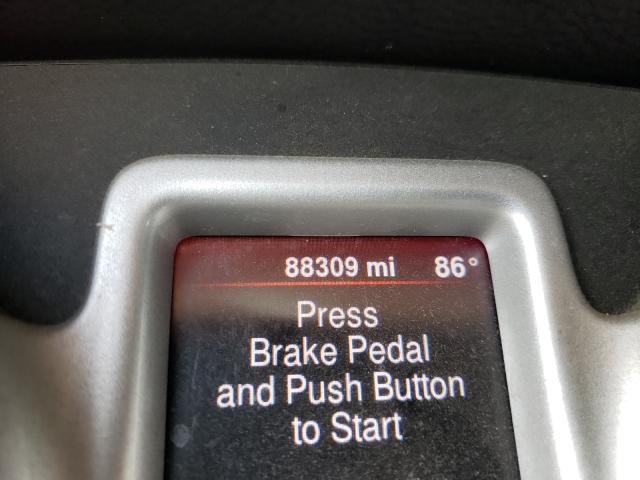 88309 mi 86°
Press
Brake Pedal
and Push Button
to Start